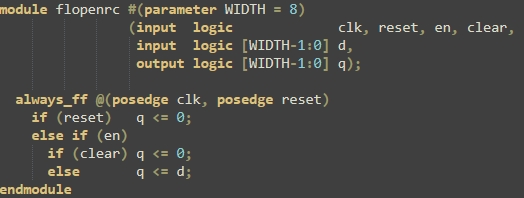 module flopenrc #(parameter WIDTH = 8)
                 (input  logic             clk, reset, en, clear,
                  input  logic [WIDTH-1:0] d,
                  output logic [WIDTH-1:0] q);
  always_ff @(posedge clk, posedge reset)
    if (reset)   q <= 0;
    else if (en)
      if (clear) q <= 0;
      else       q <= d;
endmodule